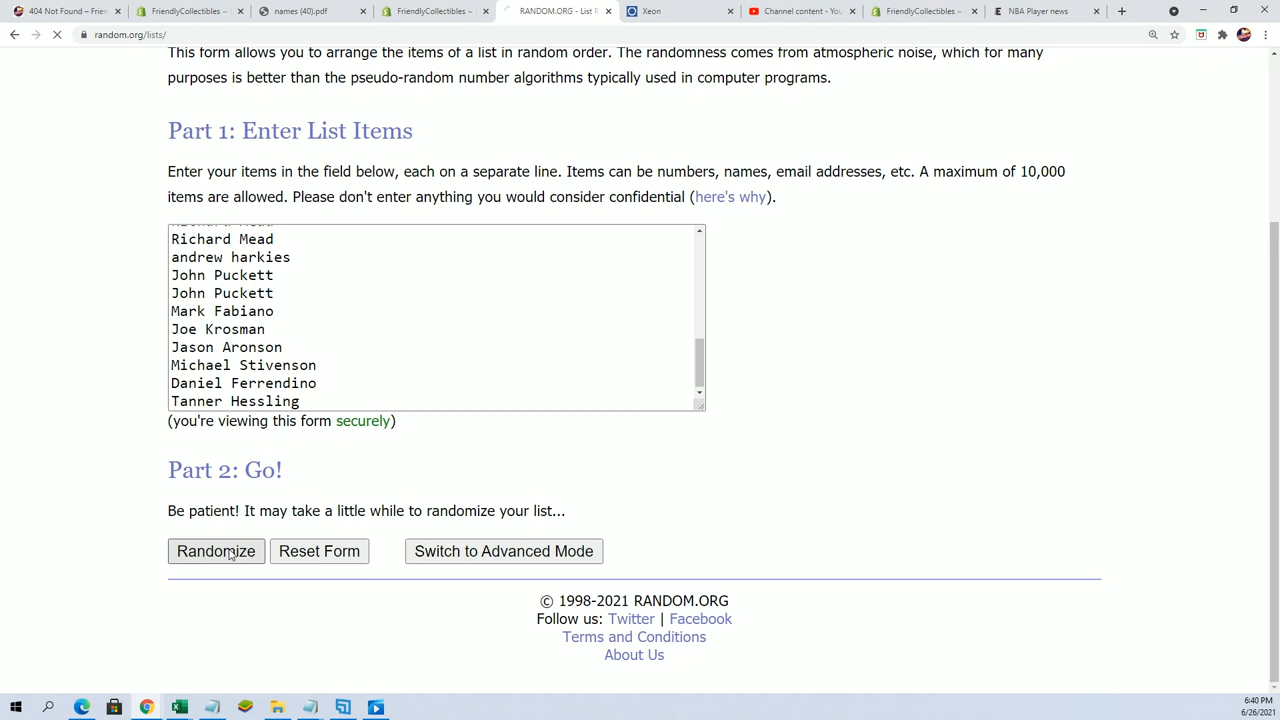 404 Not Found – Frien
FriendlyCollectibles –
names (40).pdf
FriendlyCollectibles –
RANDOM.ORG - List R
Xeon
Channel content - You
FriendlyCollectibles –
NBA Player news
random.org/lists/
This form allows you to arrange the items of a list in random order. The randomness comes from atmospheric noise, which for many
purposes is better than the pseudo-random number algorithms typically used in computer programs.
Part 1: Enter List Items
Enter your items in the field below, each on a separate line. Items can be numbers, names, email addresses, etc. A maximum of 10,000
items are allowed. Please don't enter anything you would consider confidential (here's why).
Richard Mead
andrew harkies
John Puckett
John Puckett
Mark Fabiano
Joe Krosman
Jason Aronson
Michael Stivenson
Daniel Ferrendino
Tanner Hessling
(you're viewing this form securely)
Part 2: Go!
Be patient! It may take a little while to randomize your list...
Randomize
Reset Form
Switch to Advanced Mode
© 1998-2021 RANDOM.ORG
Follow us: Twitter | Facebook
Terms and Conditions
About Us
6:40 PM
6/26/2021